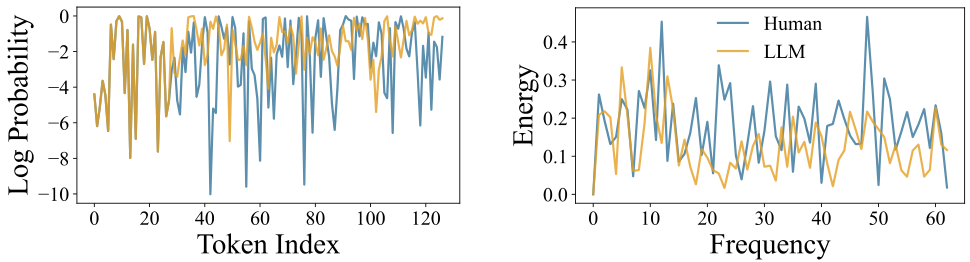 Log Probability
0
−2
−4
−6
−8
−10
0 20 40 60 80 100 120
Token Index
Energy
0.4
0.3
0.2
0.1
0.0
0 10 20 30 40 50 60
Frequency
Human
LLM